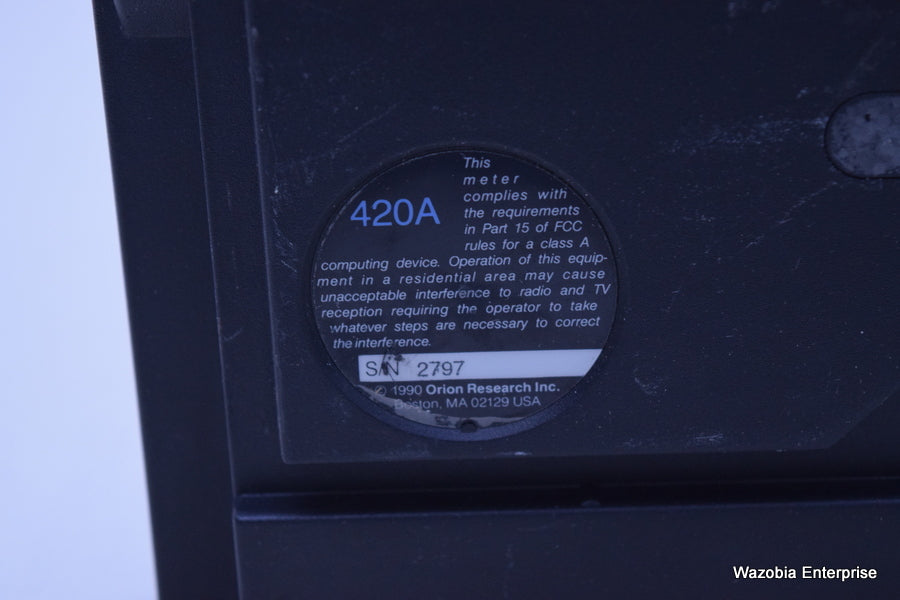 This
meter
complies with
420A
the requirements
in Part 15 of FCC
rules for a class A
computing device. Operation of this equip-
ment in a residential area may cause
unacceptable interference to radio and TV
reception requiring the operator to take
whatever steps are necessary to correct
the interference.
S/N 2797
© 1990 Orion Research Inc.
Boston, MA 02129 USA
Wazobia Enterprise